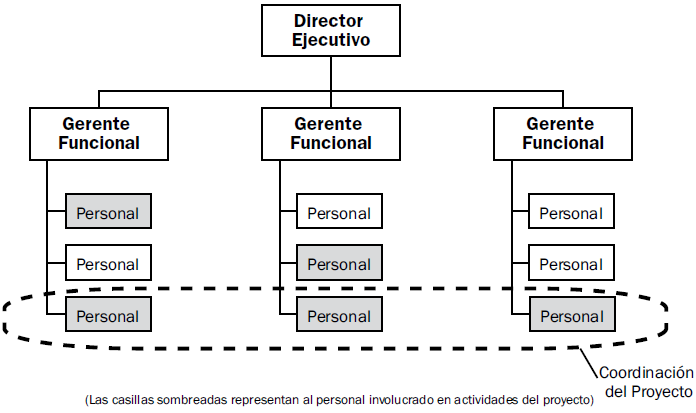 Director
Ejecutivo
Gerente
Funcional
Gerente
Funcional
Gerente
Funcional
Personal
Personal
Personal
Personal
Personal
Personal
Personal
Personal
Personal
Coordinación
del Proyecto
(Las casillas sombreadas representan al personal involucrado en actividades del proyecto)